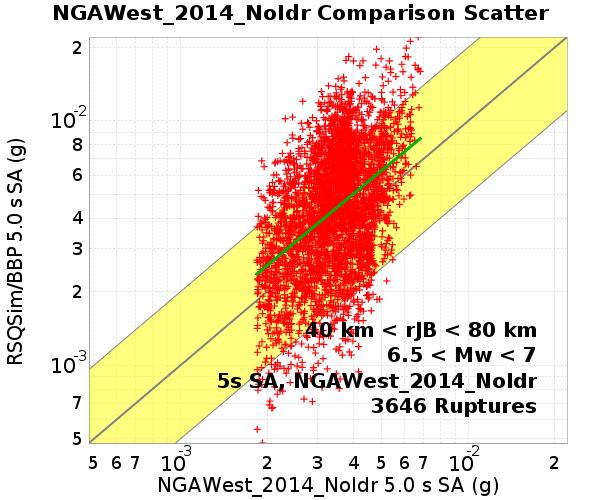 NGAWest_2014_NoIdr Comparison Scatter
RSQSim/BBP 5.0 s SA (g)
2
10^-2
8
6
4
3
2
10^-3
7
5
40 km < rJB < 80 km
6.5 < Mw < 7
5s SA, NGAWest_2014_NoIdr
3646 Ruptures
5 6 7 10^-3 2 3 4 5 6 7 10^-2 2
NGAWest_2014_NoIdr 5.0 s SA (g)